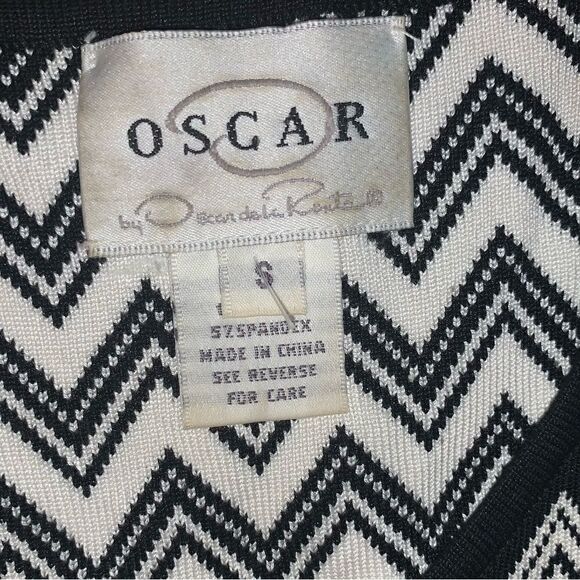 OSCAR
by Oscar de la Renta ®
S
5% SPANDEX
MADE IN CHINA
SEE REVERSE
FOR CARE